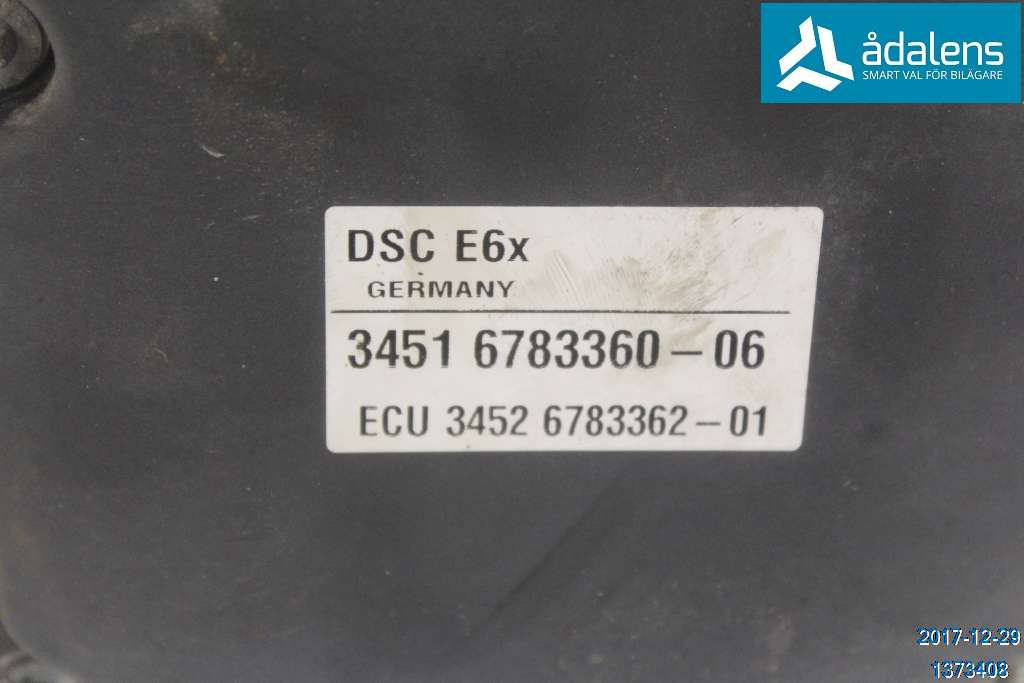 ådalens
SMART VAL FÖR BILÄGARE
DSC E6x
GERMANY
3451 6783360-06
ECU 3452 6783362-01
2017-12-29
1373408